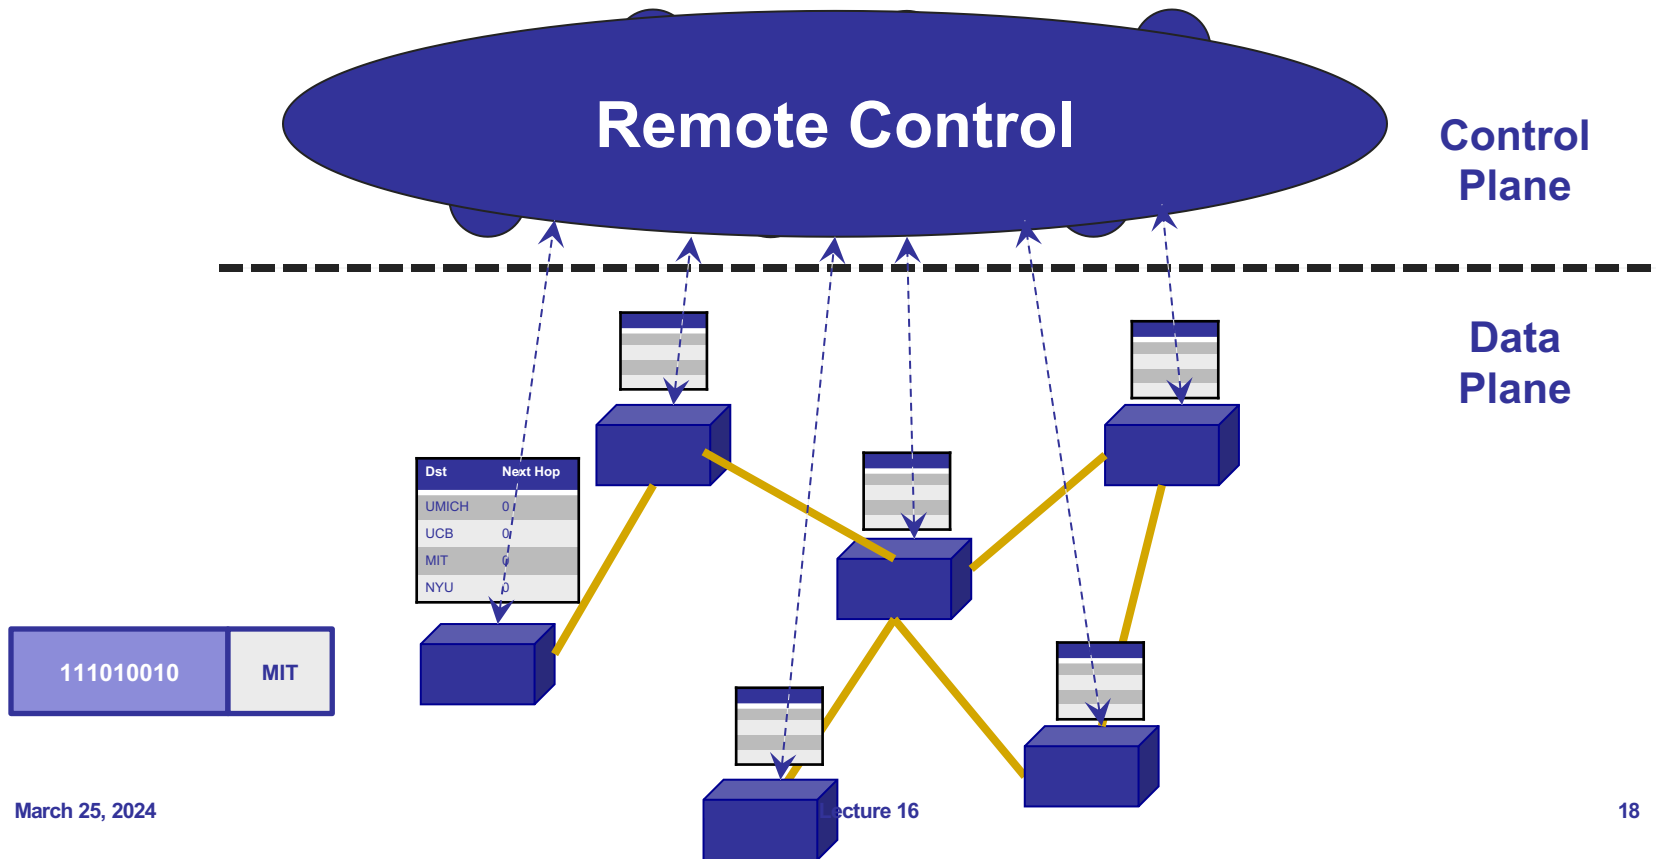 Remote Control
Control
Plane
Data
Plane
Dst Next Hop
UMICH 0
UCB 0
MIT 0
NYU 0
111010010 MIT
March 25, 2024 Lecture 16 18